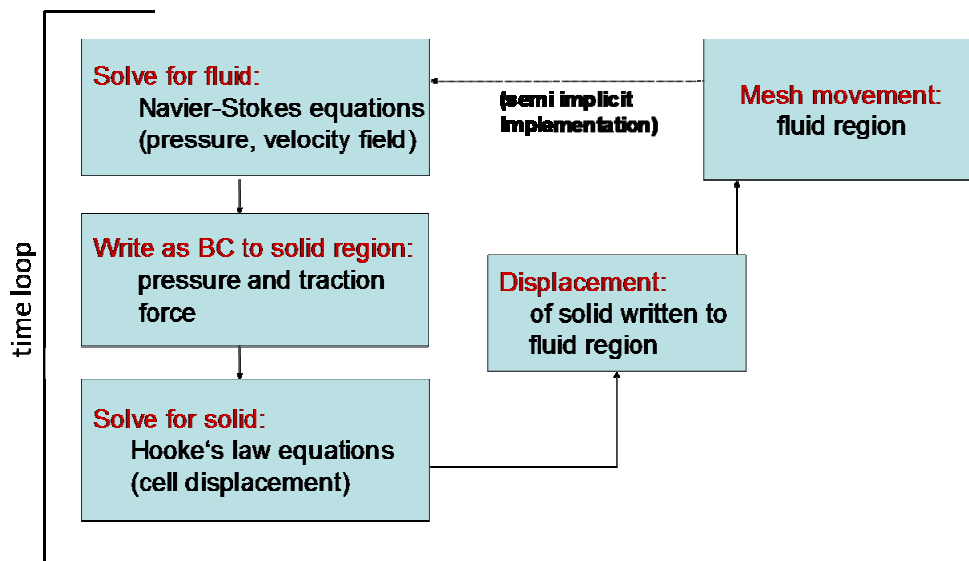 time loop
Solve for fluid:
Navier-Stokes equations
(pressure, velocity field)
Write as BC to solid region:
pressure and traction
force
Solve for solid:
Hooke‘s law equations
(cell displacement)
Displacement:
of solid written to
fluid region
Mesh movement:
fluid region
(semi implicit
Implementation)